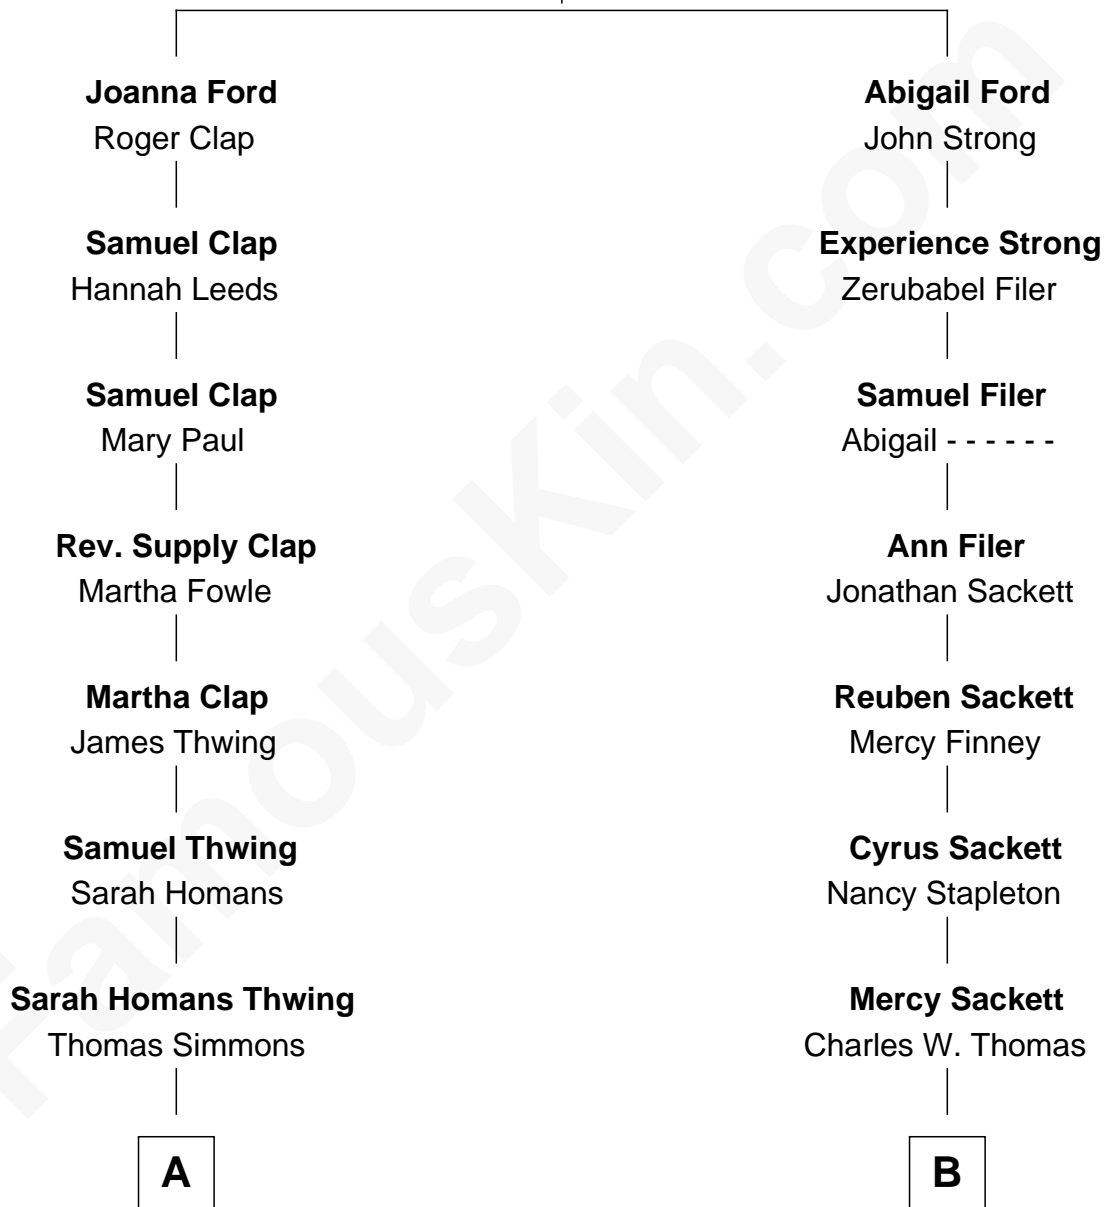 Joanna Ford
Roger Clap
Samuel Clap
Hannah Leeds
Samuel Clap
Mary Paul
Rev. Supply Clap
Martha Fowle
Martha Clap
James Thwing
Samuel Thwing
Sarah Homans
Sarah Homans Thwing
Thomas Simmons
A
Abigail Ford
John Strong
Experience Strong
Zerubabel Filer
Samuel Filer
Abigail - - - - - -
Ann Filer
Jonathan Sackett
Reuben Sackett
Mercy Finney
Cyrus Sackett
Nancy Stapleton
Mercy Sackett
Charles W. Thomas
B
FamousKin.com